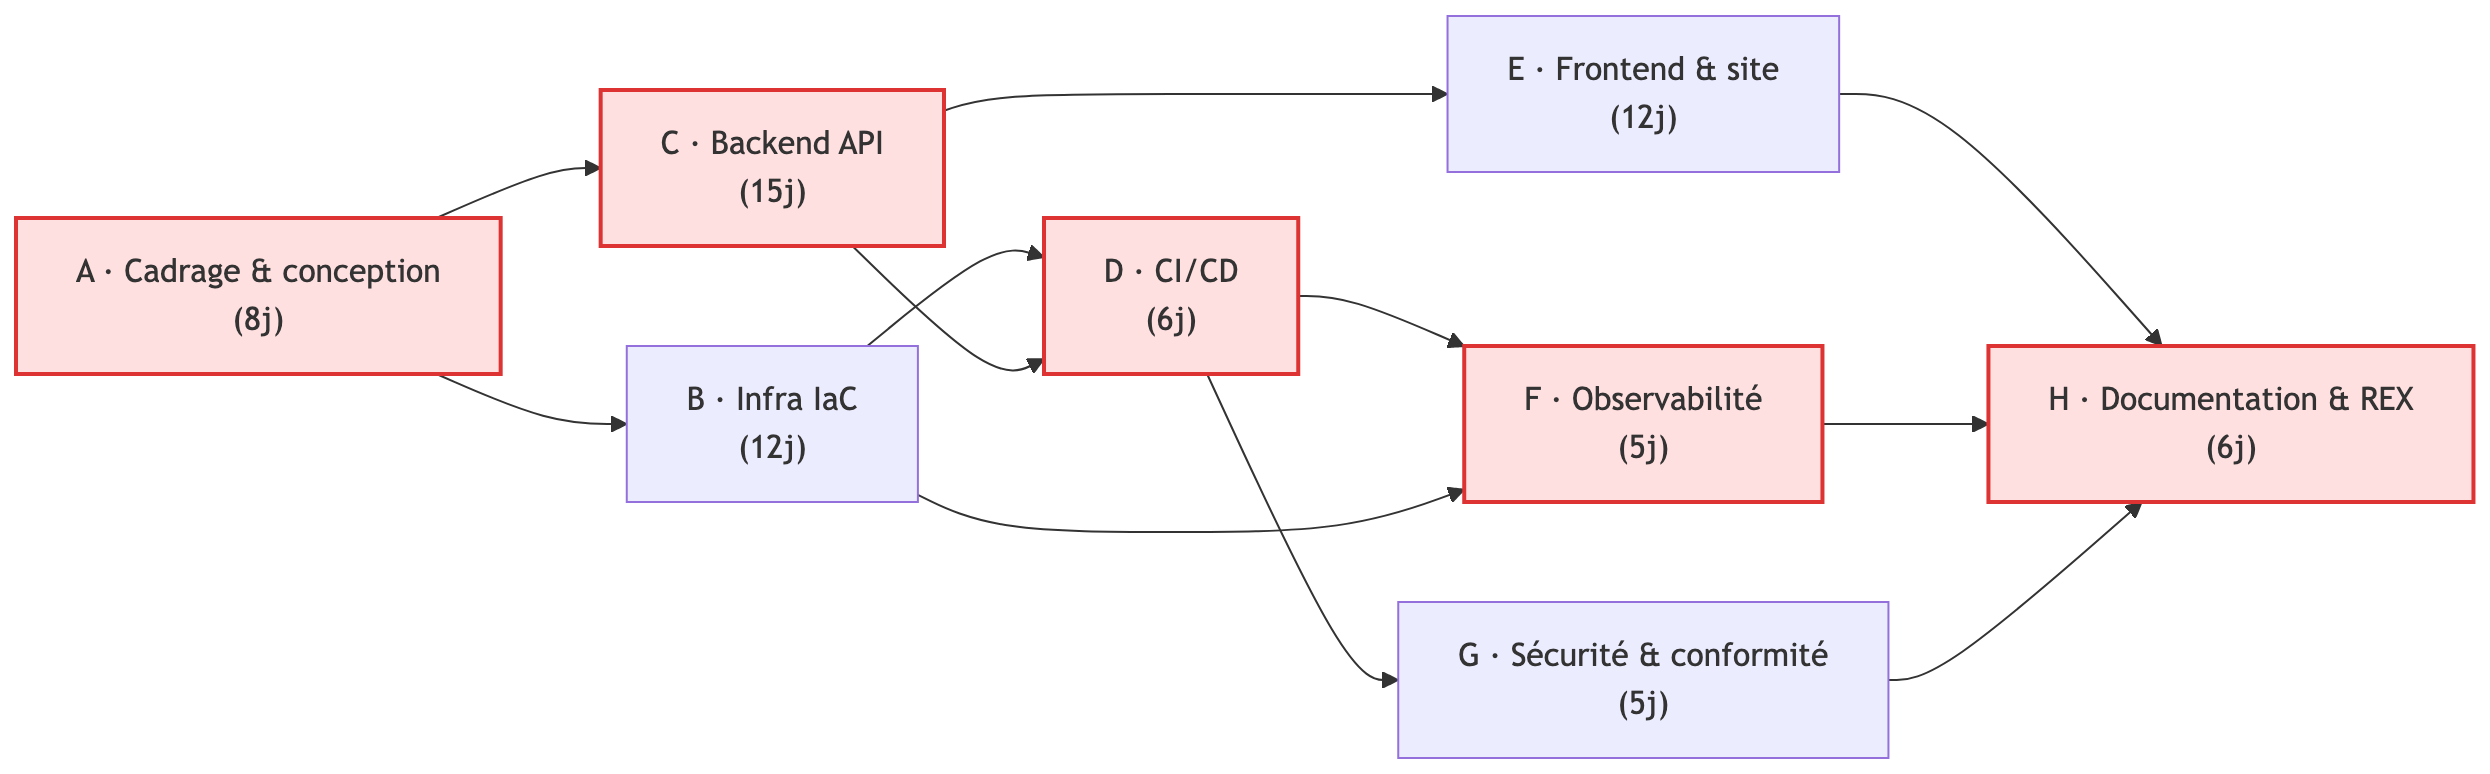 A · Cadrage & conception
(8j)
C · Backend API
(15j)
B · Infra IaC
(12j)
D · CI/CD
(6j)
E · Frontend & site
(12j)
F · Observabilité
(5j)
G · Sécurité & conformité
(5j)
H · Documentation & REX
(6j)